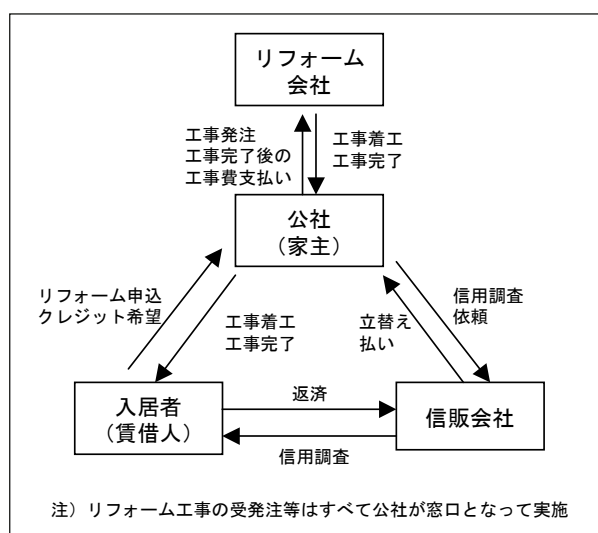 リフォーム
会社
工事発注
工事完了後の
工事費支払い
工事着工
工事完了
公社
（家主）
リフォーム申込
クレジット希望
工事着工
工事完了
立替え
払い
信用調査
依頼
入居者
（賃借人）
返済
信用調査
信販会社
注）リフォーム工事の受発注等はすべて公社が窓口となって実施